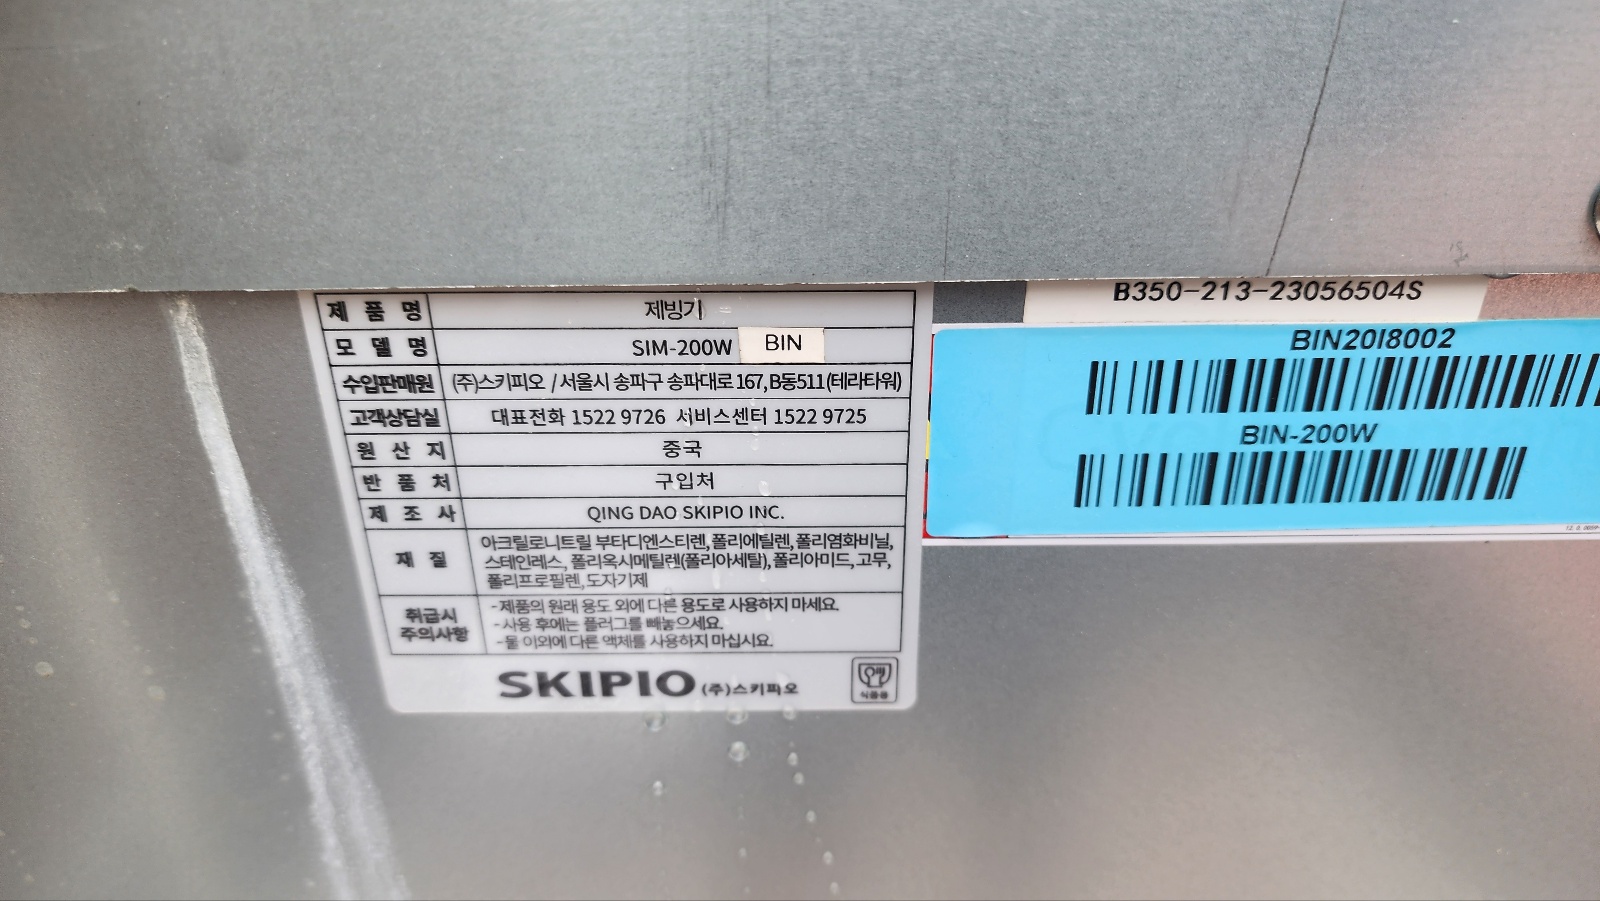 제 품 명 제빙기
모 델 명 SIM-200W BIN
수입판매원 (주)스키피오 / 서울시 송파구 송파대로 167, B동511(테라타워)
고객상담실 대표전화 1522 9726 서비스센터 1522 9725
원 산 지 중국
반 품 처 구입처
제 조 사 QING DAO SKIPIO INC.
재 질 아크릴로니트릴 부타디엔스티렌, 폴리에틸렌, 폴리염화비닐,
스테인레스, 폴리옥시메틸렌(폴리아세탈), 폴리아미드, 고무,
폴리프로필렌, 도자기제
취급시
주의사항
- 제품의 원래 용도 외에 다른 용도로 사용하지 마세요.
- 사용 후에는 플러그를 빼놓으세요.
- 물 이외에 다른 액체를 사용하지 마십시요.
SKIPIO (주)스키피오
식품용
B350-213-23056504S
BIN20I8002
BIN-200W